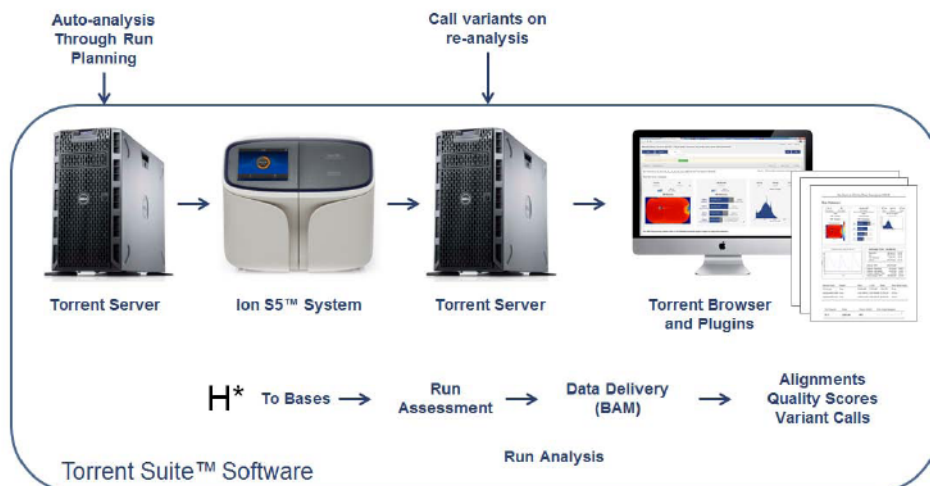 Auto-analysis
Through Run
Planning
Call variants on
re-analysis
Torrent Server
Ion S5™ System
Torrent Server
Torrent Browser
and Plugins
H* To Bases
Run
Assessment
Data Delivery
(BAM)
Alignments
Quality Scores
Variant Calls
Run Analysis
Torrent Suite™ Software